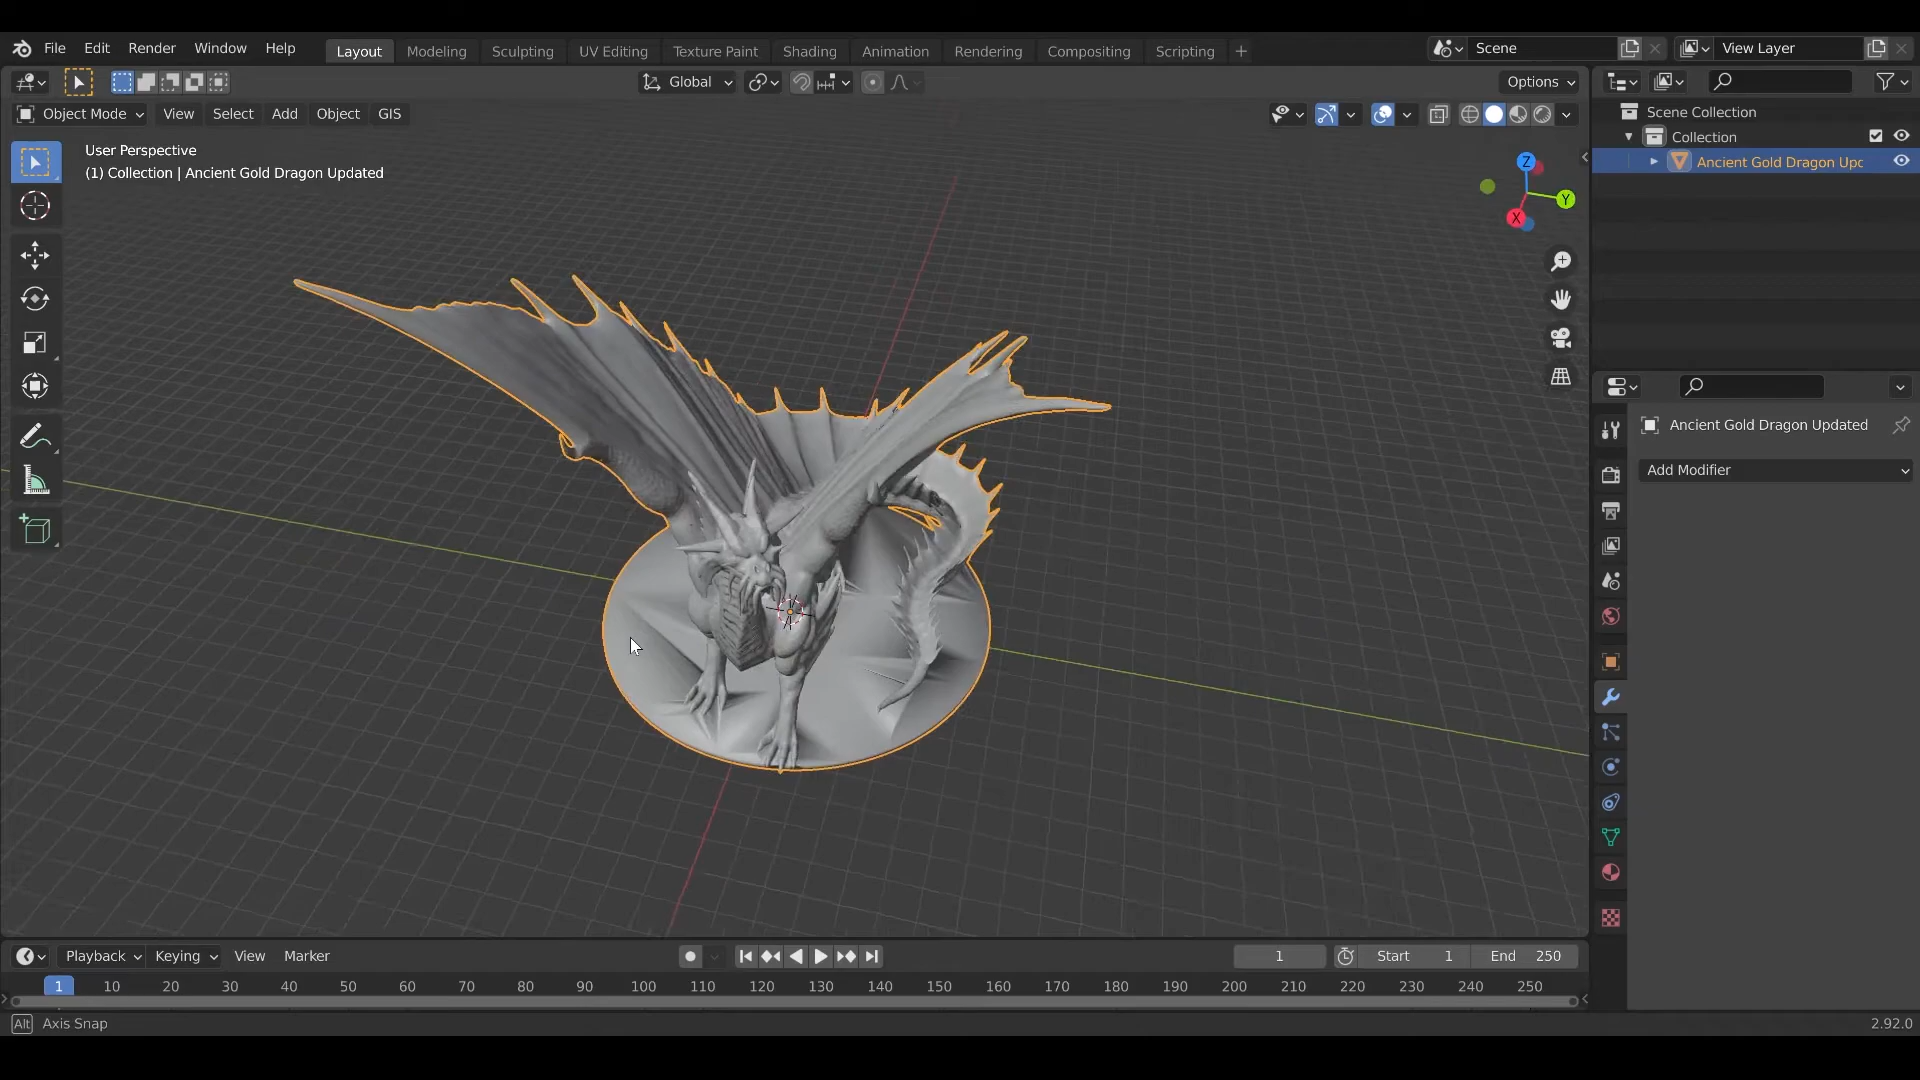 File Edit Render Window Help
Layout Modeling Sculpting UV Editing Texture Paint Shading Animation Rendering Compositing Scripting +
Scene
View Layer
Global
Options
Object Mode View Select Add Object GIS
User Perspective
(1) Collection | Ancient Gold Dragon Updated
Z
Y
X
Scene Collection
Collection
Ancient Gold Dragon Upc
Ancient Gold Dragon Updated
Add Modifier
Playback Keying View Marker
1
Start 1
End 250
1 10 20 30 40 50 60 70 80 90 100 110 120 130 140 150 160 170 180 190 200 210 220 230 240 250
Alt Axis Snap
2.92.0